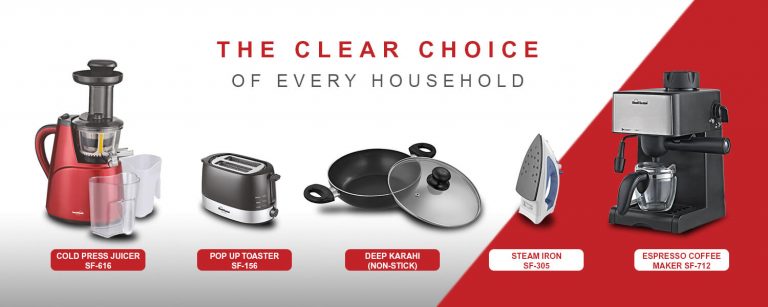 THE CLEAR CHOICE
OF EVERY HOUSEHOLD
COLD PRESS JUICER
SF-616
POP UP TOASTER
SF-156
DEEP KARAHI
(NON-STICK)
STEAM IRON
SF-305
ESPRESSO COFFEE
MAKER SF-712